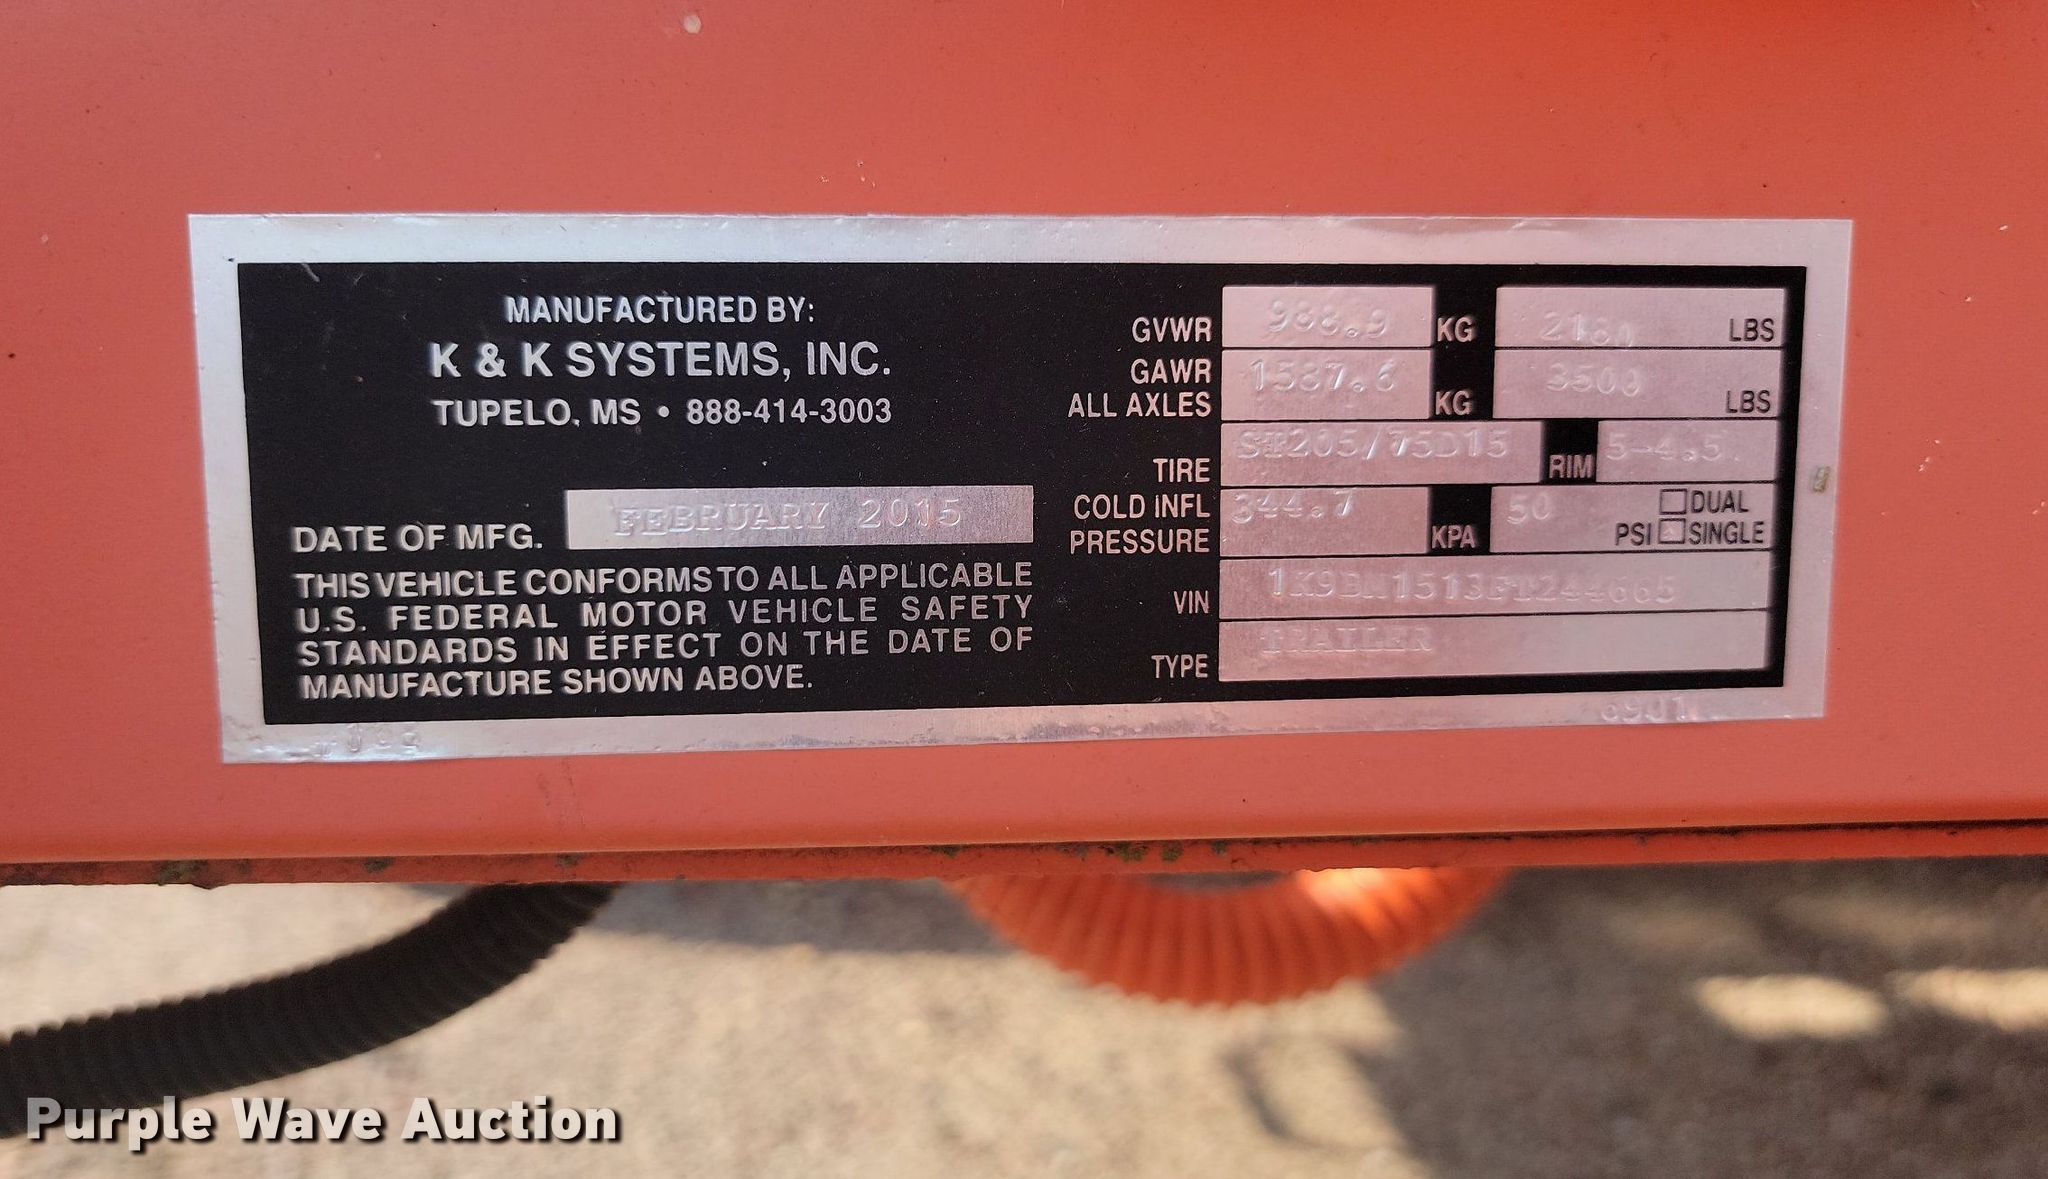 MANUFACTURED BY:
K & K SYSTEMS, INC.
TUPELO, MS • 888-414-3003
DATE OF MFG. FEBRUARY 2015
THIS VEHICLE CONFORMS TO ALL APPLICABLE
U.S. FEDERAL MOTOR VEHICLE SAFETY
STANDARDS IN EFFECT ON THE DATE OF
MANUFACTURE SHOWN ABOVE.
GVWR 988.9 KG 2180 LBS
GAWR
ALL AXLES 1587.6 KG 3500 LBS
TIRE ST205/75D15 RIM 5-4.5
COLD INFL
PRESSURE 344.7 KPA 50 PSI DUAL
SINGLE
VIN
TYPE TRAILER
Purple Wave Auction